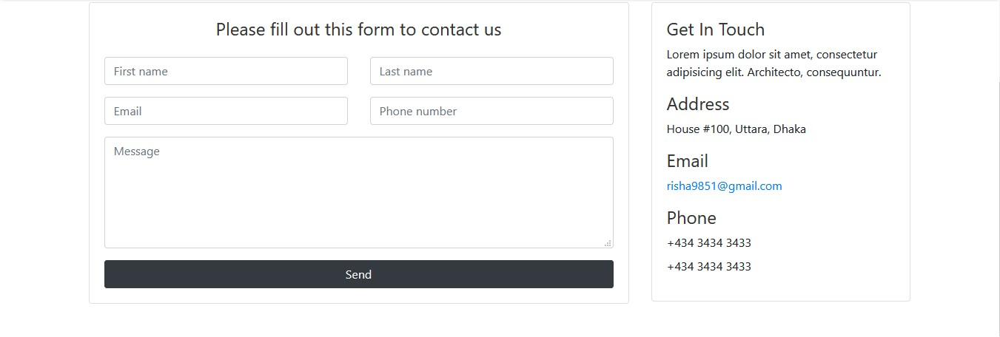 Please fill out this form to contact us
First name
Last name
Email
Phone number
Message
Send
Get In Touch
Lorem ipsum dolor sit amet, consectetur
adipisicing elit. Architecto, consequuntur.
Address
House #100, Uttara, Dhaka
Email
risha9851@gmail.com
Phone
+434 3434 3433
+434 3434 3433